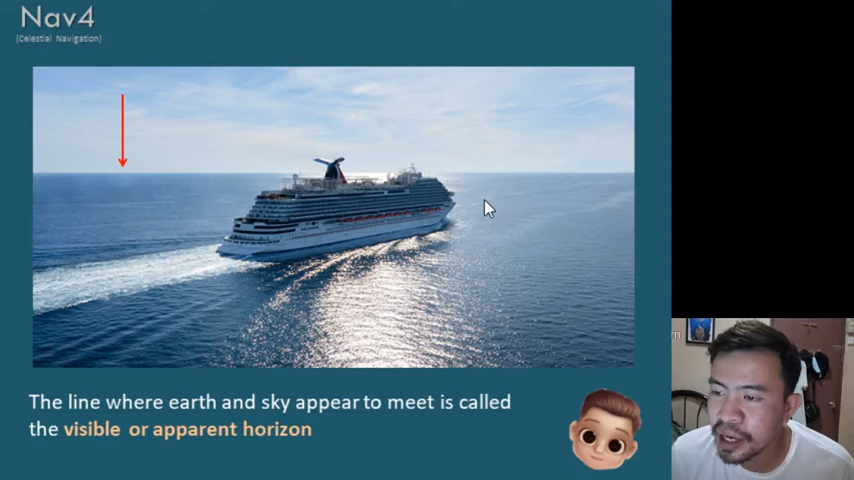 Nav4
(Celestial Navigation)
The line where earth and sky appear to meet is called
the visible or apparent horizon